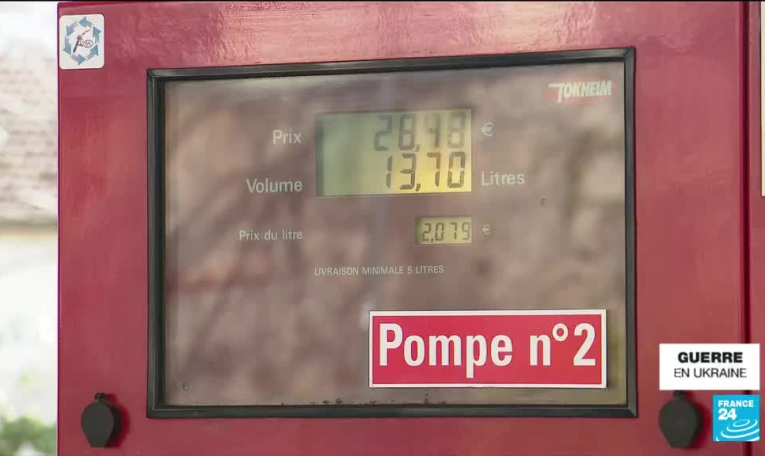 TOKHEIM
Prix 28,48 €
Volume 13,70 Litres
Prix du litre 2,079 €
LIVRAISON MINIMALE 5 LITRES
Pompe n°2
GUERRE
EN UKRAINE
FRANCE
24